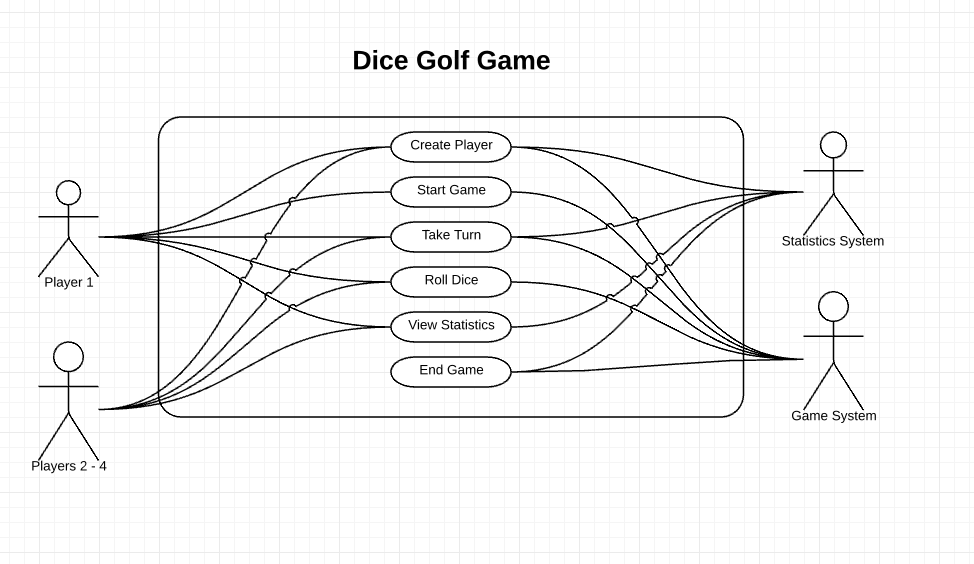 Dice Golf Game
Create Player
Start Game
Take Turn
Roll Dice
View Statistics
End Game
Player 1
Players 2 - 4
Statistics System
Game System